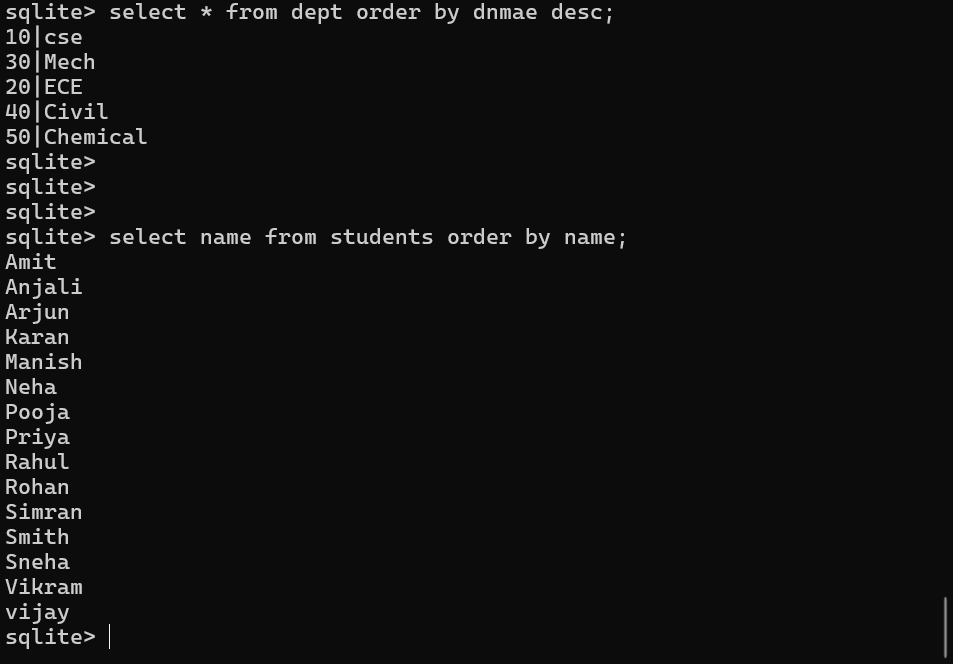 sqlite> select * from dept order by dnmae desc;
10|cse
30|Mech
20|ECE
40|Civil
50|Chemical
sqlite>
sqlite>
sqlite>
sqlite> select name from students order by name;
Amit
Anjali
Arjun
Karan
Manish
Neha
Pooja
Priya
Rahul
Rohan
Simran
Smith
Sneha
Vikram
vijay
sqlite>